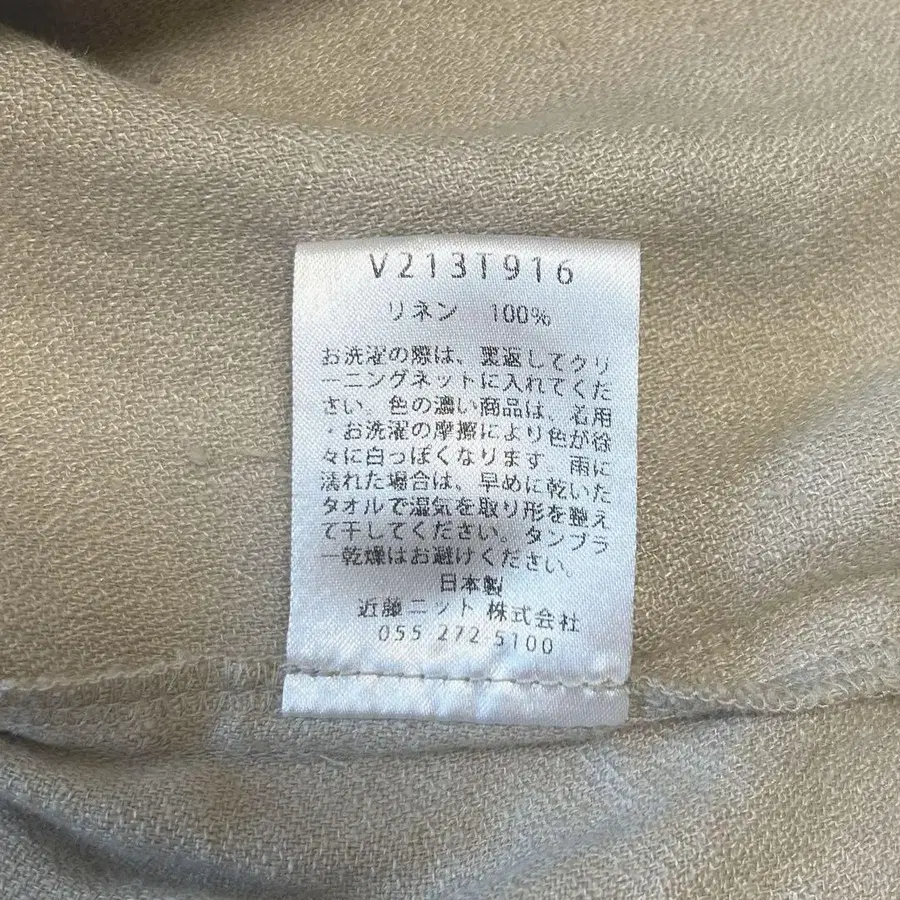 V213T916
リネン 100%
お洗濯の際は、裏返してクリ
ーニングネットに入れてくだ
さい。色の濃い商品は、着用
・お洗濯の摩擦により色が徐
々に白っぽくなります。雨に
濡れた場合は、早めに乾いた
タオルで湿気を取り形を整え
て干してください。タンブラ
ー乾燥はお避けください。
日本製
近藤ニット 株式会社
055 272 5100